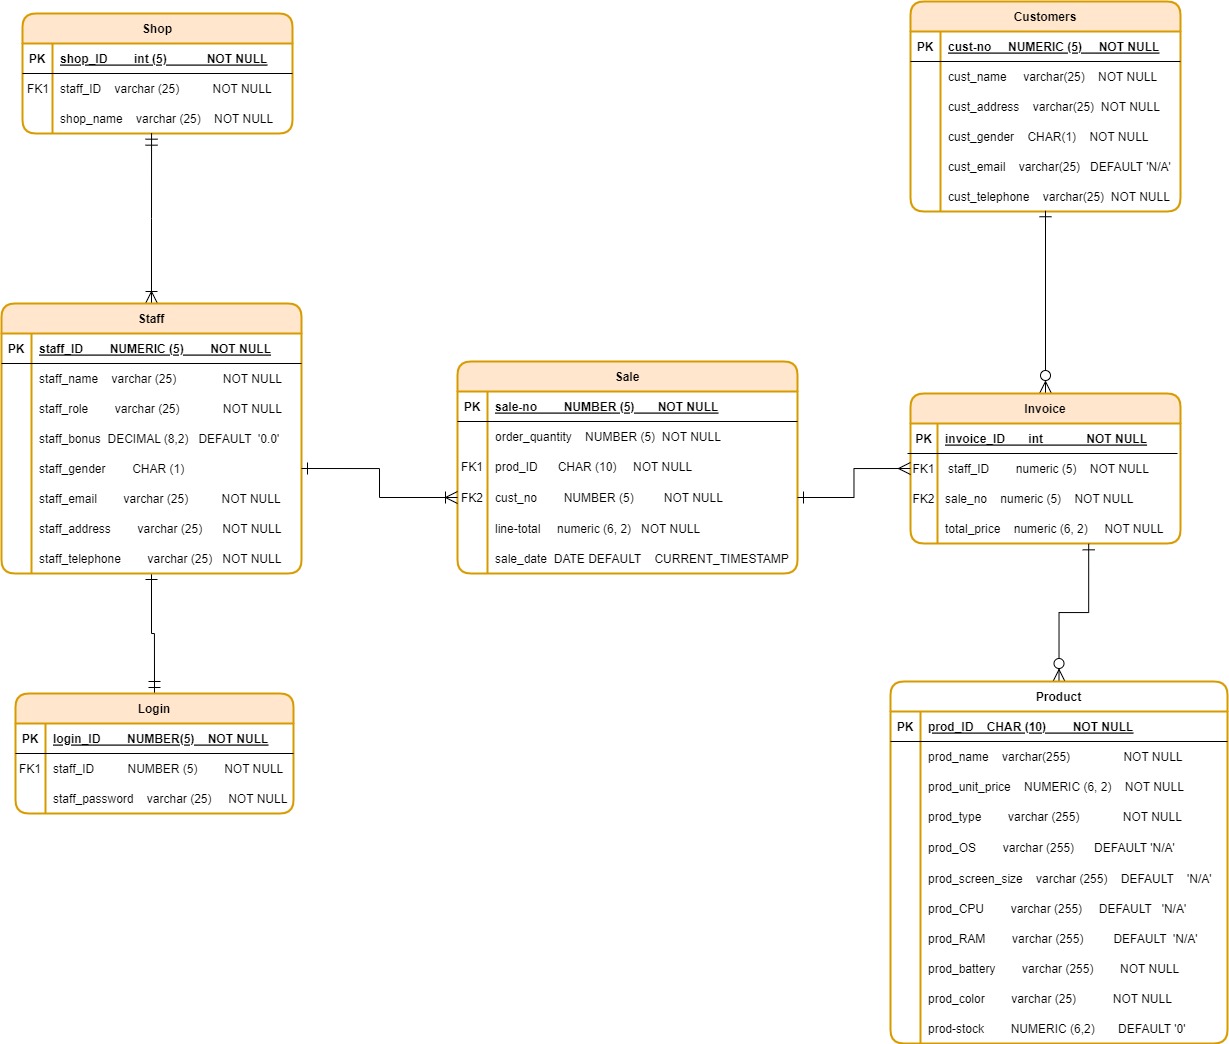 Shop
PK shop_ID int (5) NOT NULL
FK1 staff_ID varchar (25) NOT NULL
shop_name varchar (25) NOT NULL
Customers
PK cust-no NUMERIC (5) NOT NULL
cust_name varchar(25) NOT NULL
cust_address varchar(25) NOT NULL
cust_gender CHAR(1) NOT NULL
cust_email varchar(25) DEFAULT 'N/A'
cust_telephone varchar(25) NOT NULL
Staff
PK staff_ID NUMERIC (5) NOT NULL
staff_name varchar (25) NOT NULL
staff_role varchar (25) NOT NULL
staff_bonus DECIMAL (8,2) DEFAULT '0.0'
staff_gender CHAR (1)
staff_email varchar (25) NOT NULL
staff_address varchar (25) NOT NULL
staff_telephone varchar (25) NOT NULL
Sale
PK sale-no NUMBER (5) NOT NULL
order_quantity NUMBER (5) NOT NULL
FK1 prod_ID CHAR (10) NOT NULL
FK2 cust_no NUMBER (5) NOT NULL
line-total numeric (6, 2) NOT NULL
sale_date DATE DEFAULT CURRENT_TIMESTAMP
Invoice
PK invoice_ID int NOT NULL
FK1 staff_ID numeric (5) NOT NULL
FK2 sale_no numeric (5) NOT NULL
total_price numeric (6, 2) NOT NULL
Login
PK login_ID NUMBER(5) NOT NULL
FK1 staff_ID NUMBER (5) NOT NULL
staff_password varchar (25) NOT NULL
Product
PK prod_ID CHAR (10) NOT NULL
prod_name varchar(255) NOT NULL
prod_unit_price NUMERIC (6, 2) NOT NULL
prod_type varchar (255) NOT NULL
prod_OS varchar (255) DEFAULT 'N/A'
prod_screen_size varchar (255) DEFAULT 'N/A'
prod_CPU varchar (255) DEFAULT 'N/A'
prod_RAM varchar (255) DEFAULT 'N/A'
prod_battery varchar (255) NOT NULL
prod_color varchar (25) NOT NULL
prod-stock NUMERIC (6,2) DEFAULT '0'